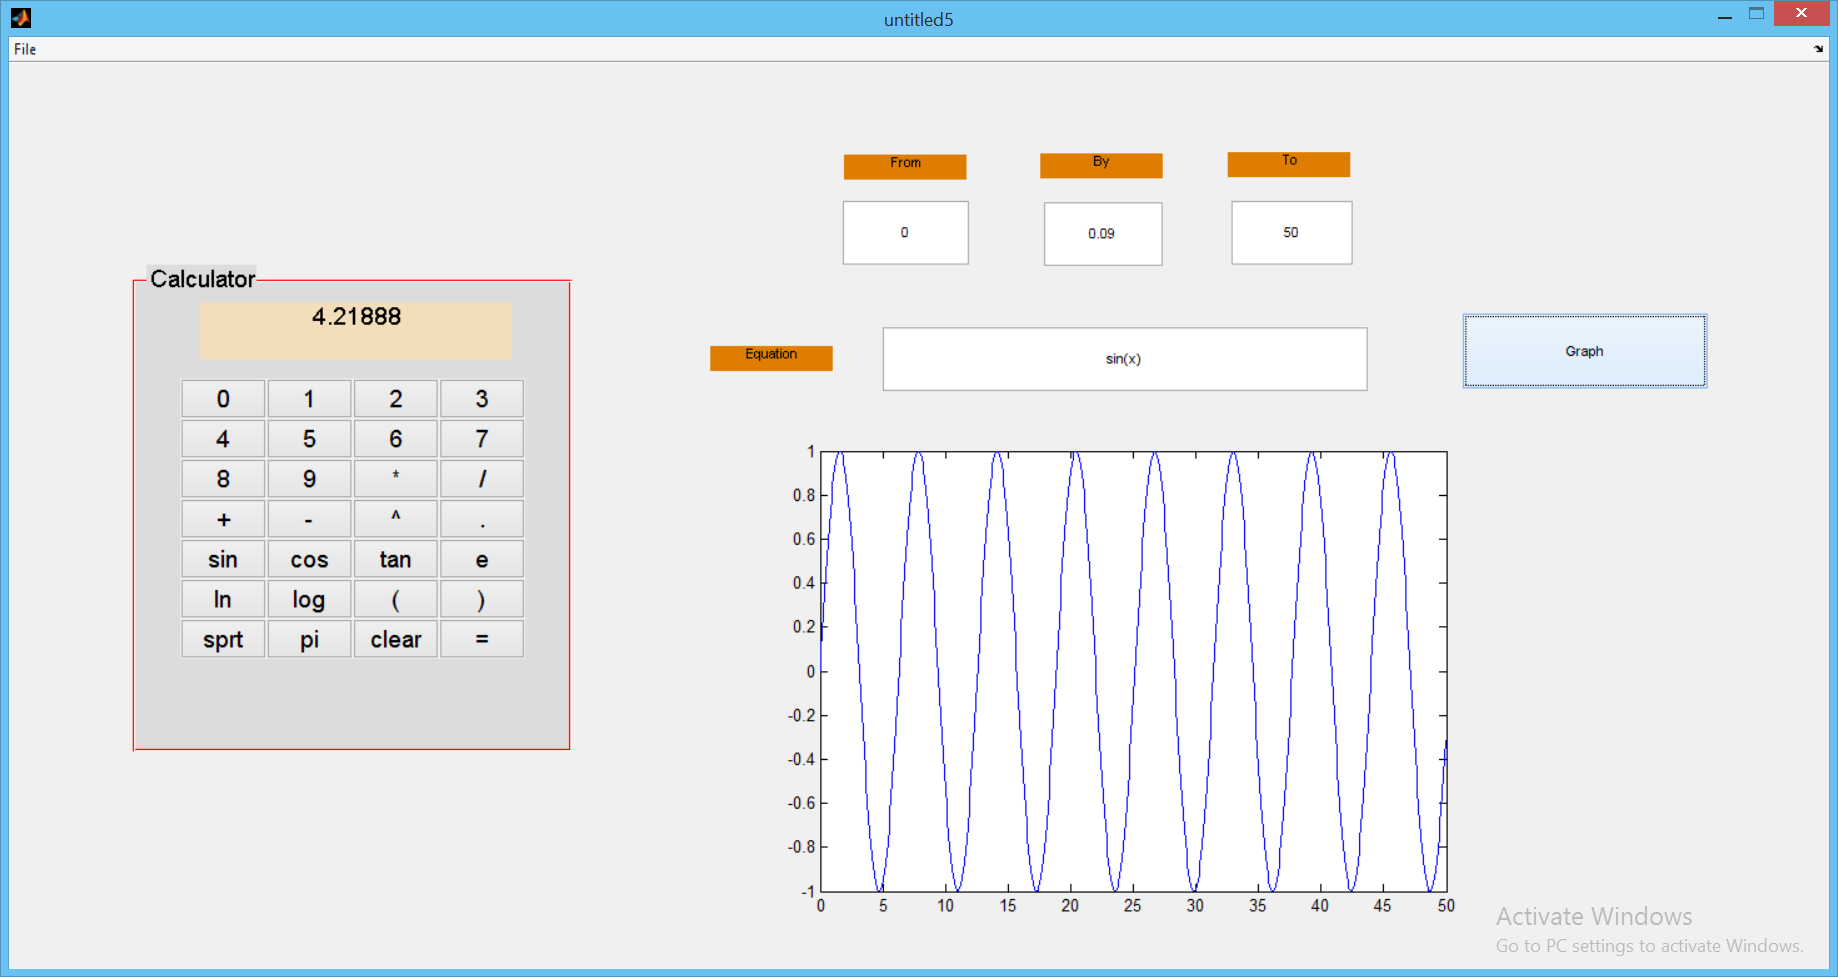 untitled5
File
From By To
0 0.09 50
Calculator
4.21888
0 1 2 3
4 5 6 7
8 9 * /
+ - ^ .
sin cos tan e
ln log ( )
sprt pi clear =
Equation sin(x) Graph
1
0.8
0.6
0.4
0.2
0
-0.2
-0.4
-0.6
-0.8
-1
0 5 10 15 20 25 30 35 40 45 50
Activate Windows
Go to PC settings to activate Windows.